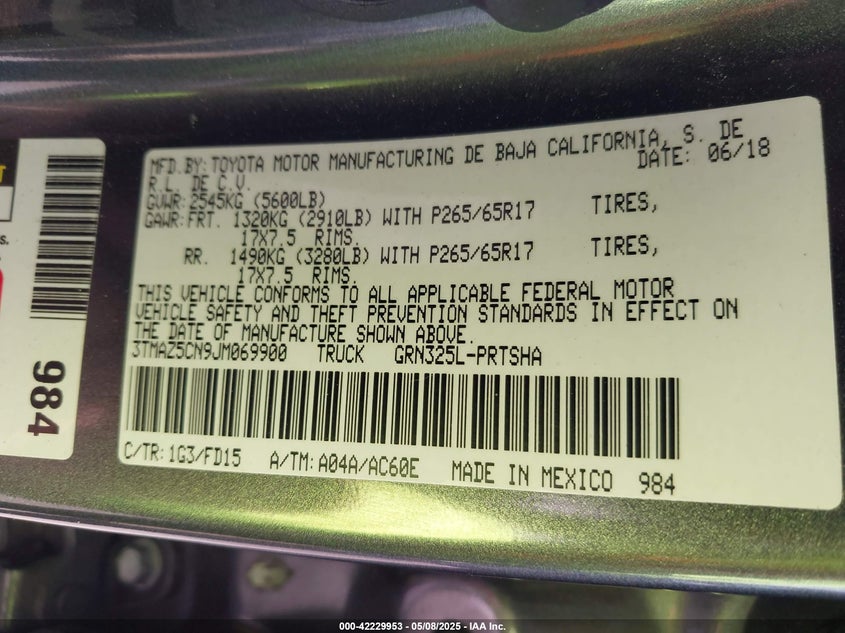 MFD.BY:TOYOTA MOTOR MANUFACTURING DE BAJA CALIFORNIA, S. DE
R.L. DE C.V. DATE: 06/18
GVWR:2545KG (5600LB)
GAWR:FRT. 1320KG (2910LB) WITH P265/65R17 TIRES,
17X7.5 RIMS.
RR. 1490KG (3280LB) WITH P265/65R17 TIRES,
17X7.5 RIMS.
THIS VEHICLE CONFORMS TO ALL APPLICABLE FEDERAL MOTOR
VEHICLE SAFETY AND THEFT PREVENTION STANDARDS IN EFFECT ON
THE DATE OF MANUFACTURE SHOWN ABOVE.
3TMAZ5CN9JM069900 TRUCK GRN325L-PRTSHA
C/TR:1G3/FD15 A/TM:A04A/AC60E MADE IN MEXICO 984
984
000-42229953 - 05/08/2025 - IAA Inc.